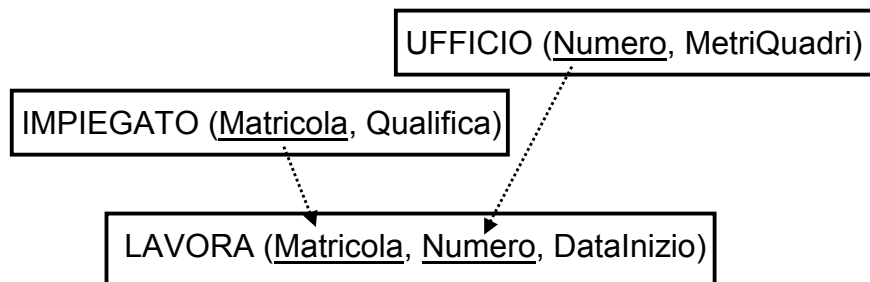 UFFICIO (Numero, MetriQuadri)
IMPIEGATO (Matricola, Qualifica)
LAVORA (Matricola, Numero, DataInizio)